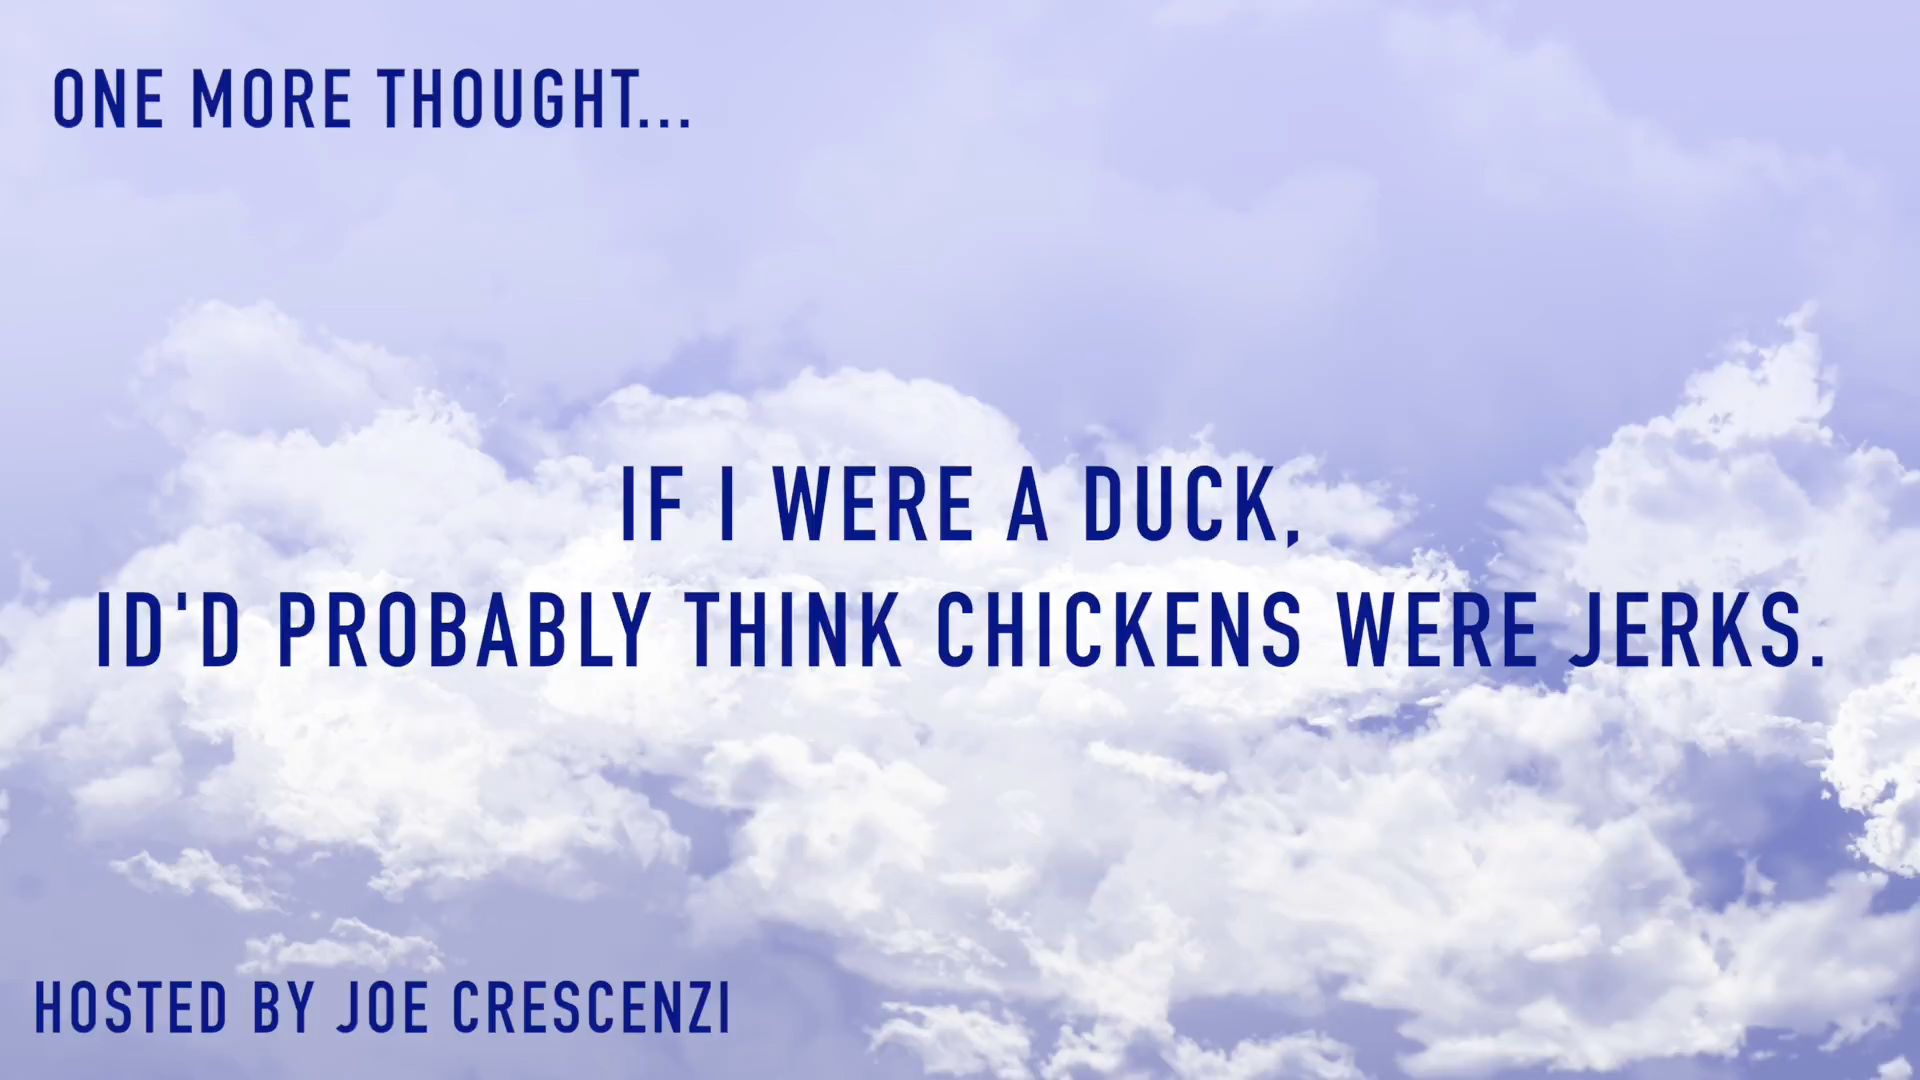 ONE MORE THOUGHT...
IF I WERE A DUCK,
ID'D PROBABLY THINK CHICKENS WERE JERKS.
HOSTED BY JOE CRESCENZI